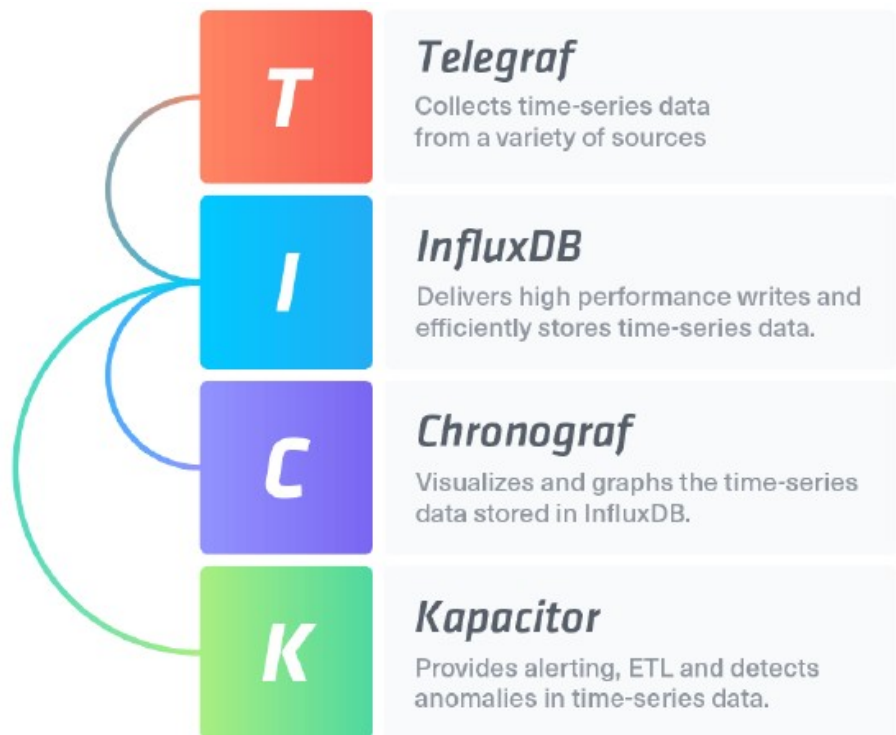 T
Telegraf
Collects time-series data
from a variety of sources
I
InfluxDB
Delivers high performance writes and
efficiently stores time-series data.
C
Chronograf
Visualizes and graphs the time-series
data stored in InfluxDB.
K
Kapacitor
Provides alerting, ETL and detects
anomalies in time-series data.